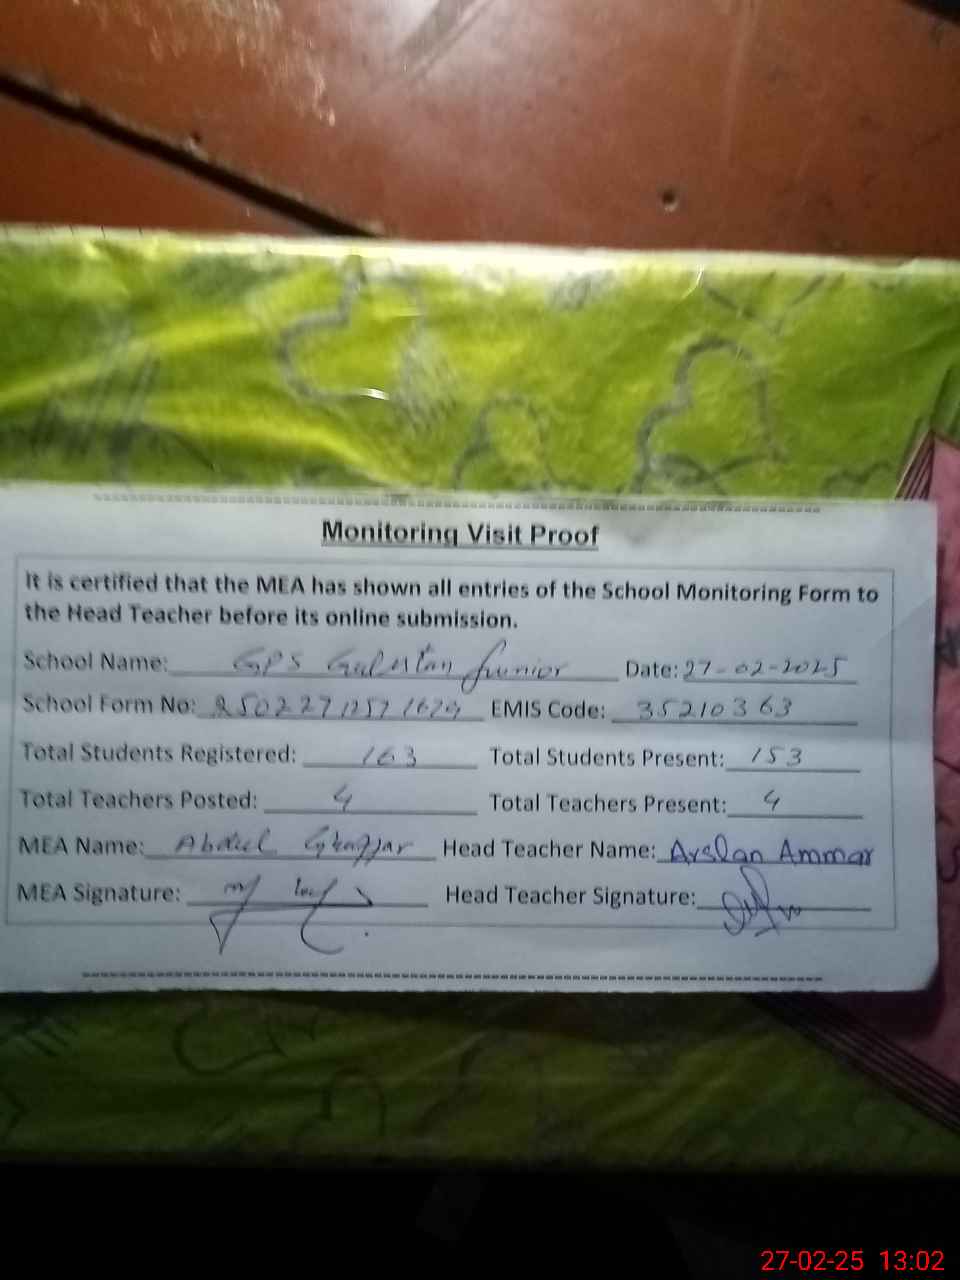 Monitoring Visit Proof
It is certified that the MEA has shown all entries of the School Monitoring Form to
the Head Teacher before its online submission.
School Name: GPS Gulistan Junior Date: 27-02-2025
School Form No: EMIS Code: 35210363
Total Students Registered: 163 Total Students Present: 153
Total Teachers Posted: 4 Total Teachers Present: 4
MEA Name: Abdul Ghaffar Head Teacher Name: Arslan Ammar
MEA Signature: Head Teacher Signature:
27-02-25 13:02